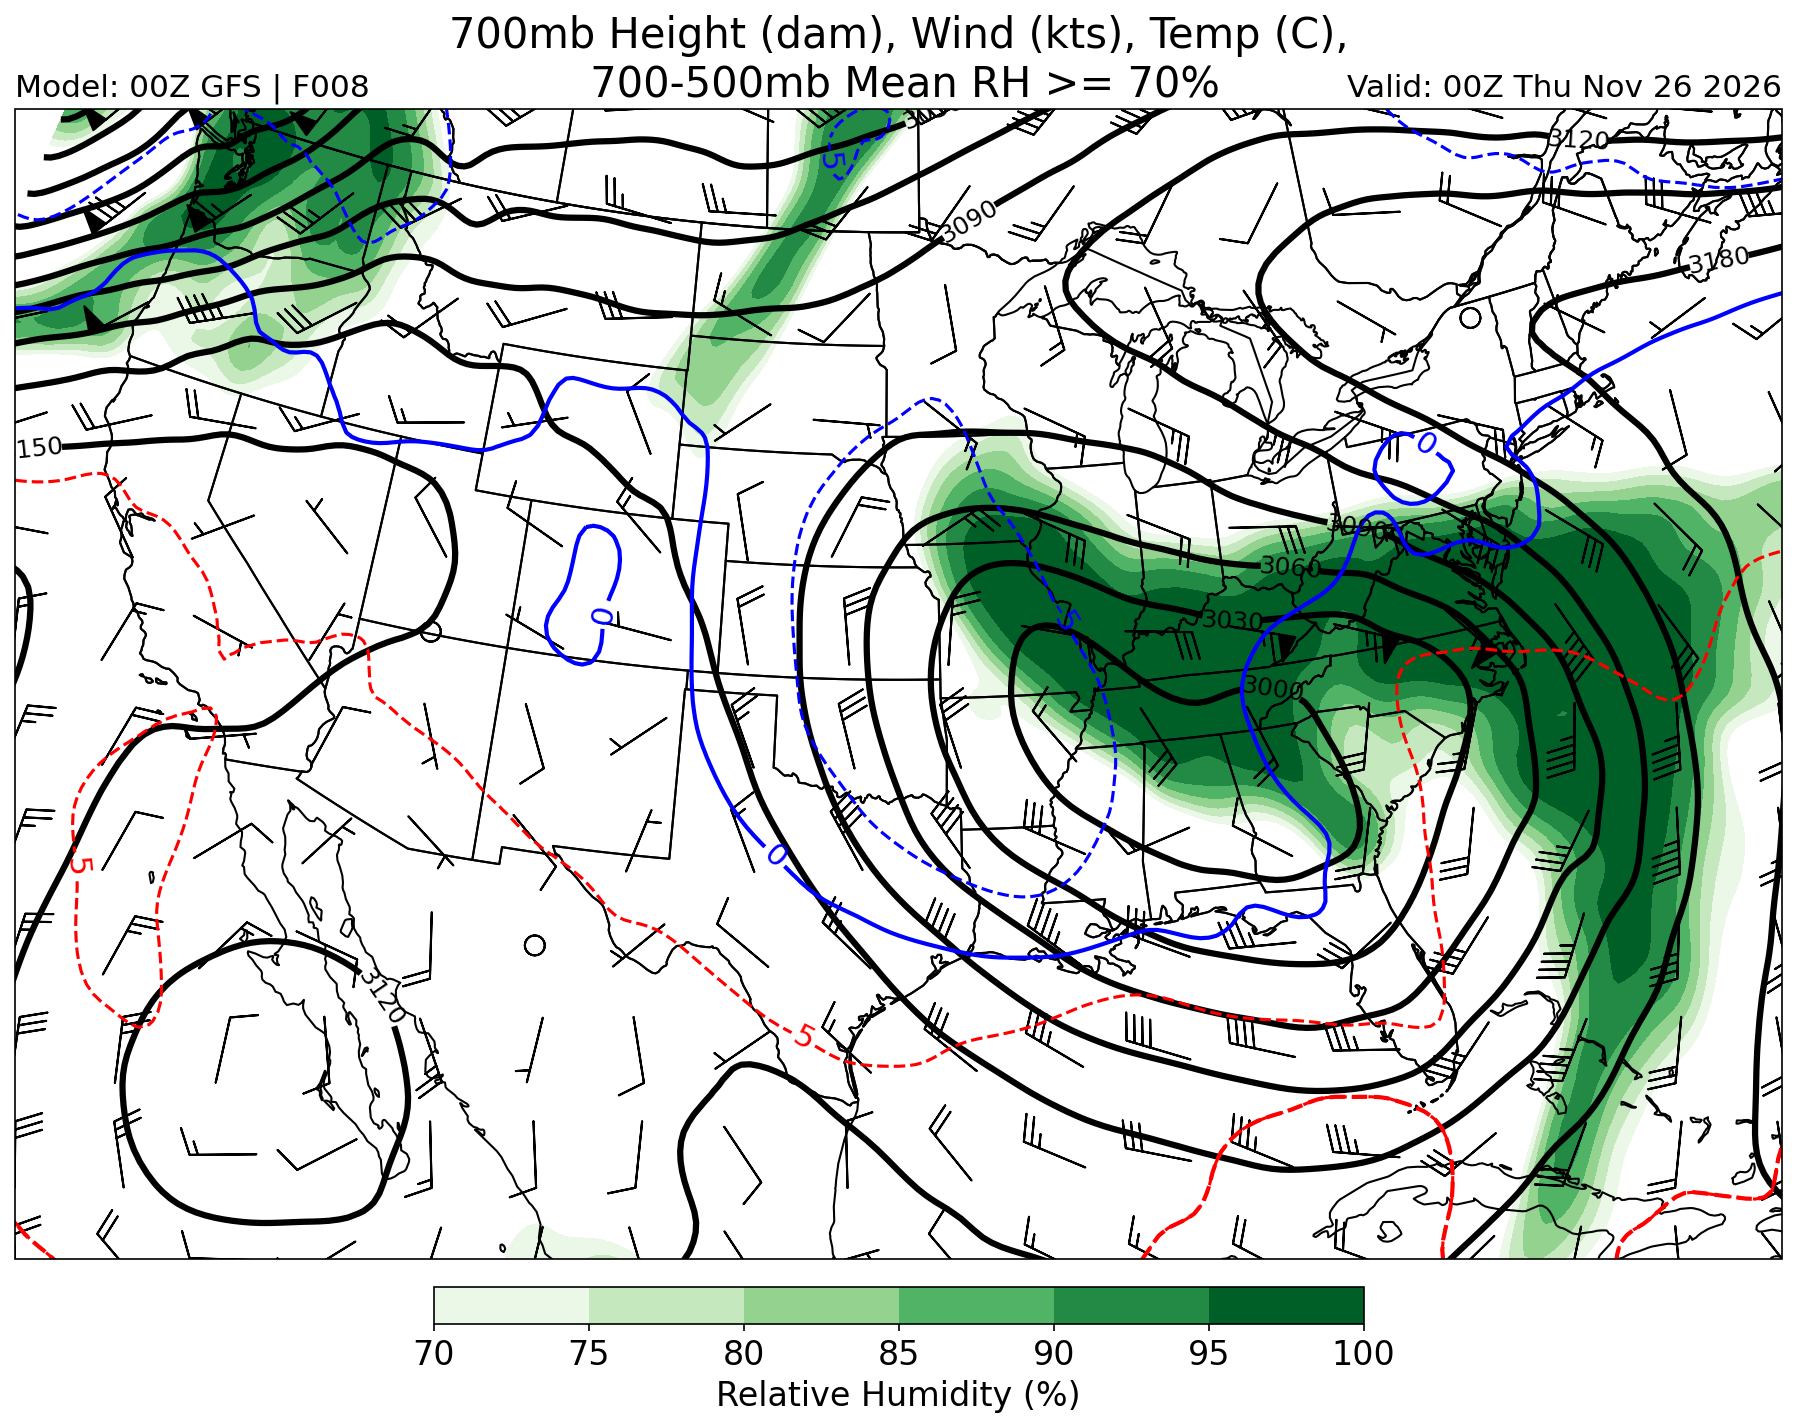 700mb Height (dam), Wind (kts), Temp (C),
700-500mb Mean RH >= 70%
Model: 00Z GFS | F008
Valid: 00Z Thu Nov 26 2026
3120
5
3090
3180
150
0
3090
3060
0
5
3030
3000
0
5
3120
5
70 75 80 85 90 95 100
Relative Humidity (%)